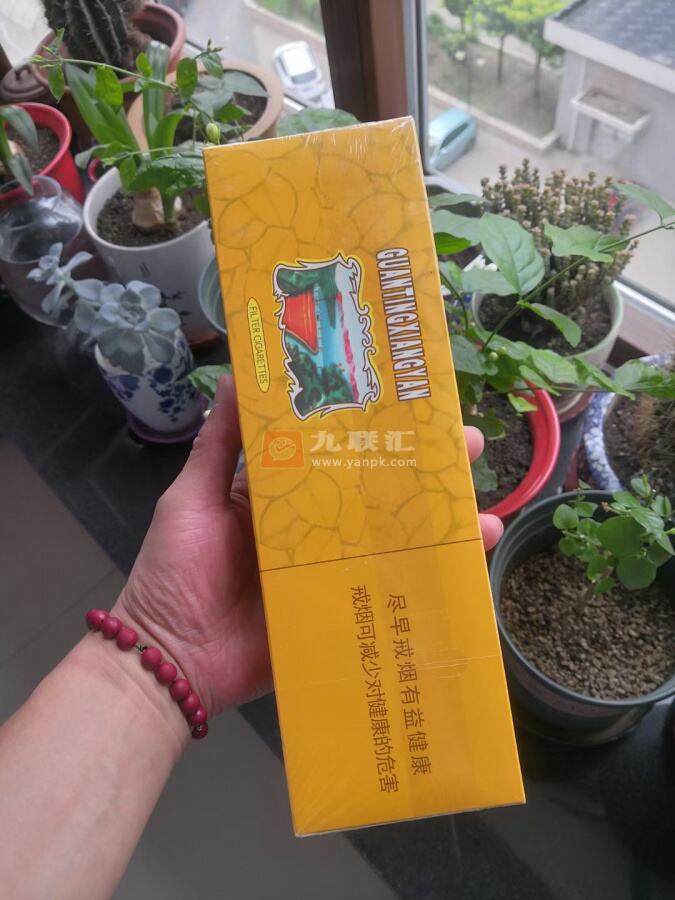 GUANTINGXIANGYAN
FILTER CIGARETTES
九联汇
www.yanpk.com
尽早戒烟有益健康
戒烟可减少对健康的危害